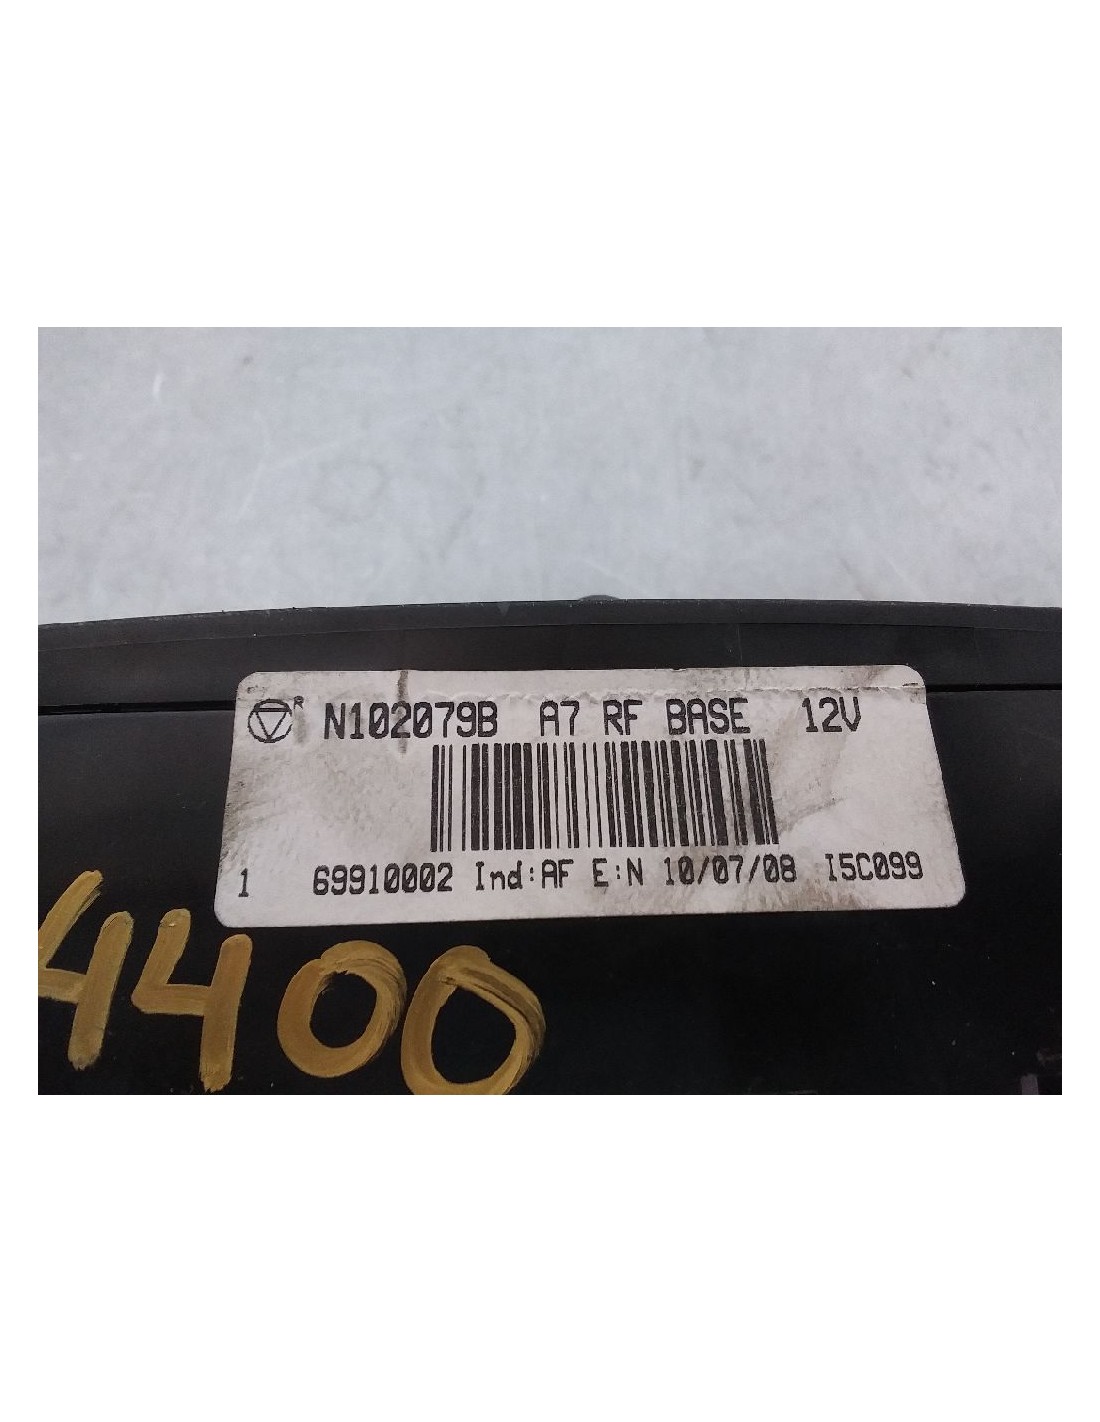 R N102079B A7 RF BASE 12V
1 69910002 Ind:AF E:N 10/07/08 I5C099
4400